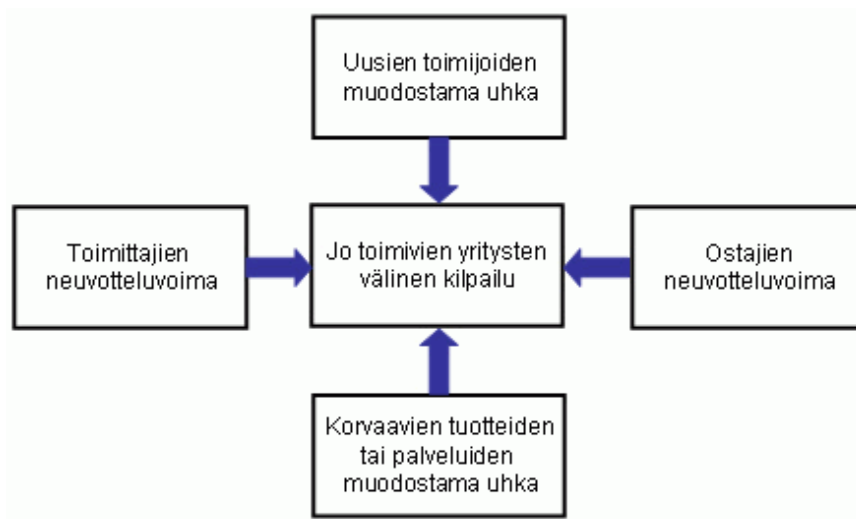 Uusien toimijoiden
muodostama uhka
Toimittajien
neuvotteluvoima
Jo toimivien yritysten
välinen kilpailu
Ostajien
neuvotteluvoima
Korvaavien tuotteiden
tai palveluiden
muodostama uhka